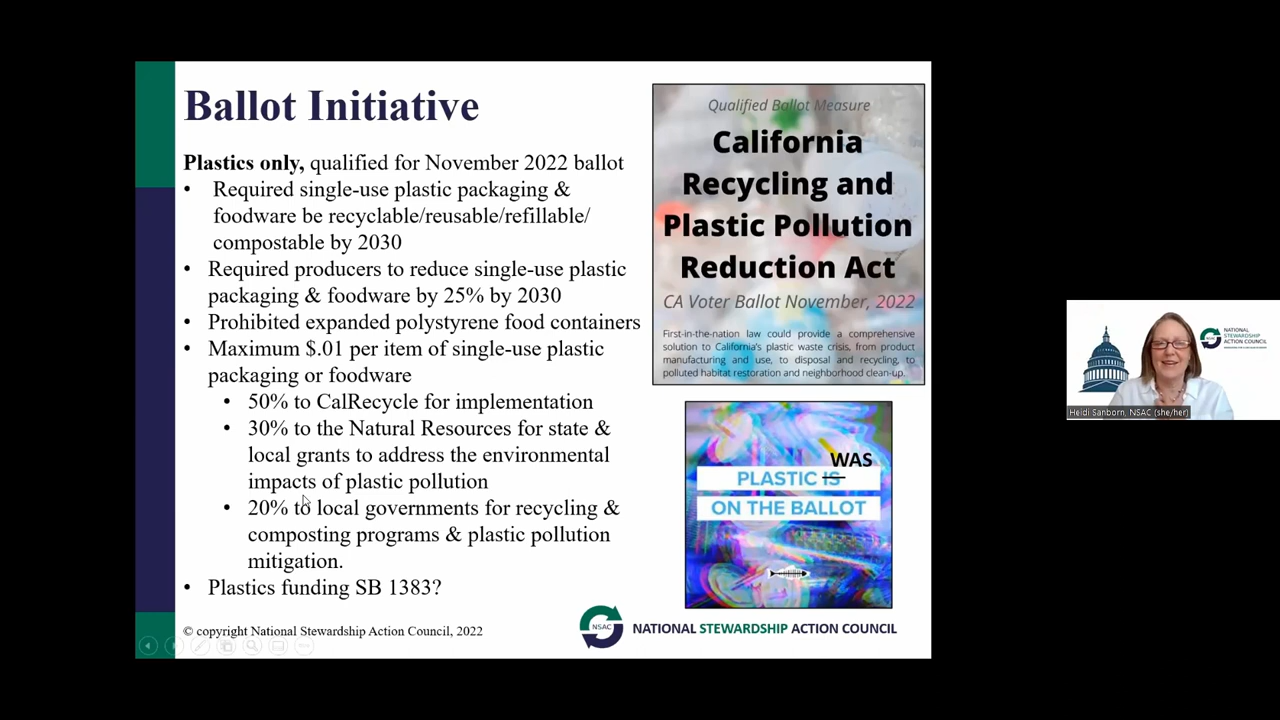 Ballot Initiative
Plastics only, qualified for November 2022 ballot
• Required single-use plastic packaging &
foodware be recyclable/reusable/refillable/
compostable by 2030
• Required producers to reduce single-use plastic
packaging & foodware by 25% by 2030
• Prohibited expanded polystyrene food containers
• Maximum $.01 per item of single-use plastic
packaging or foodware
• 50% to CalRecycle for implementation
• 30% to the Natural Resources for state &
local grants to address the environmental
impacts of plastic pollution
• 20% to local governments for recycling &
composting programs & plastic pollution
mitigation.
• Plastics funding SB 1383?
© copyright National Stewardship Action Council, 2022
Qualified Ballot Measure
California
Recycling and
Plastic Pollution
Reduction Act
CA Voter Ballot November, 2022
First-in-the-nation law could provide a comprehensive
solution to California's plastic waste crisis, from product
manufacturing and use, to disposal and recycling, to
polluted habitat restoration and neighborhood clean-up.
WAS
PLASTIC IS
ON THE BALLOT
NSAC
NATIONAL STEWARDSHIP ACTION COUNCIL
NATIONAL
STEWARDSHIP
ACTION COUNCIL
Heidi Sanborn, NSAC (she/her)